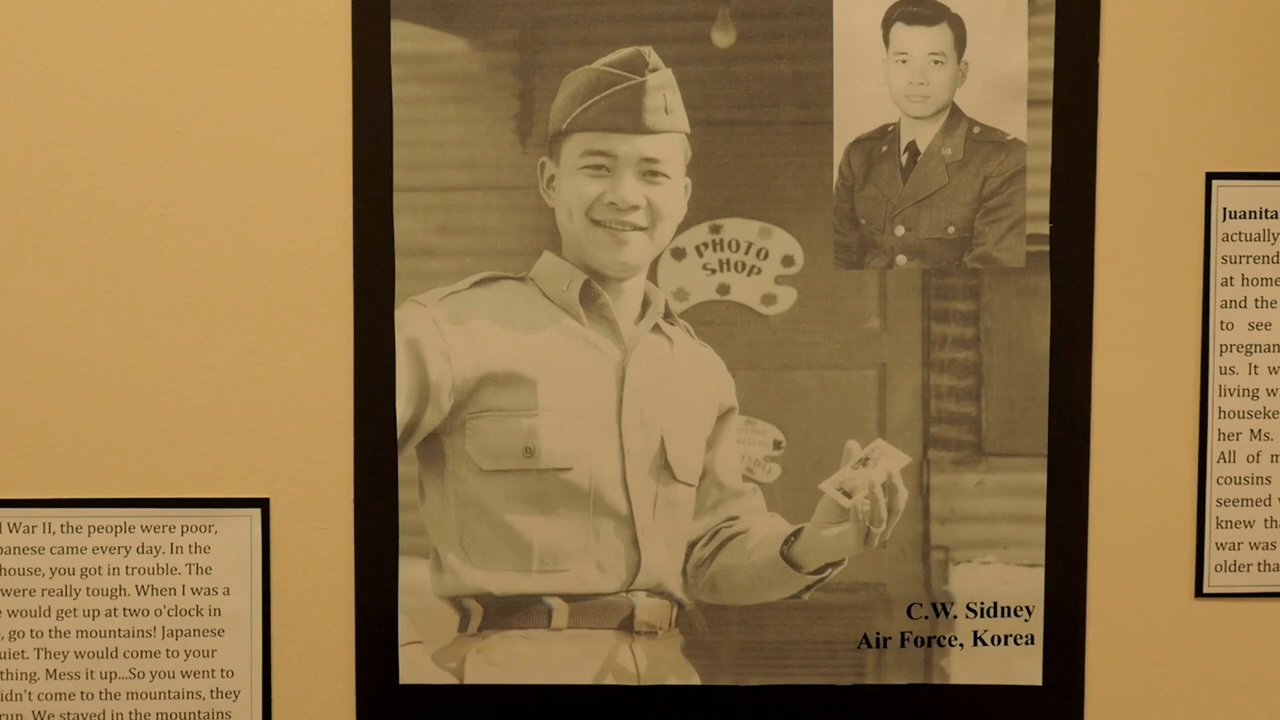 PHOTO
SHOP
US
C.W. Sidney
Air Force, Korea
War II, the people were poor,
panese came every day. In the
house, you got in trouble. The
were really tough. When I was a
would get up at two o'clock in
go to the mountains! Japanese
uiet. They would come to your
thing. Mess it up...So you went to
idn't come to the mountains, they
run. We stayed in the mountains
Juanita
actually
surrend
at home
and the
to see
pregnan
us. It w
living w
houseke
her Ms.
All of m
cousins
seemed
knew tha
war was
older tha